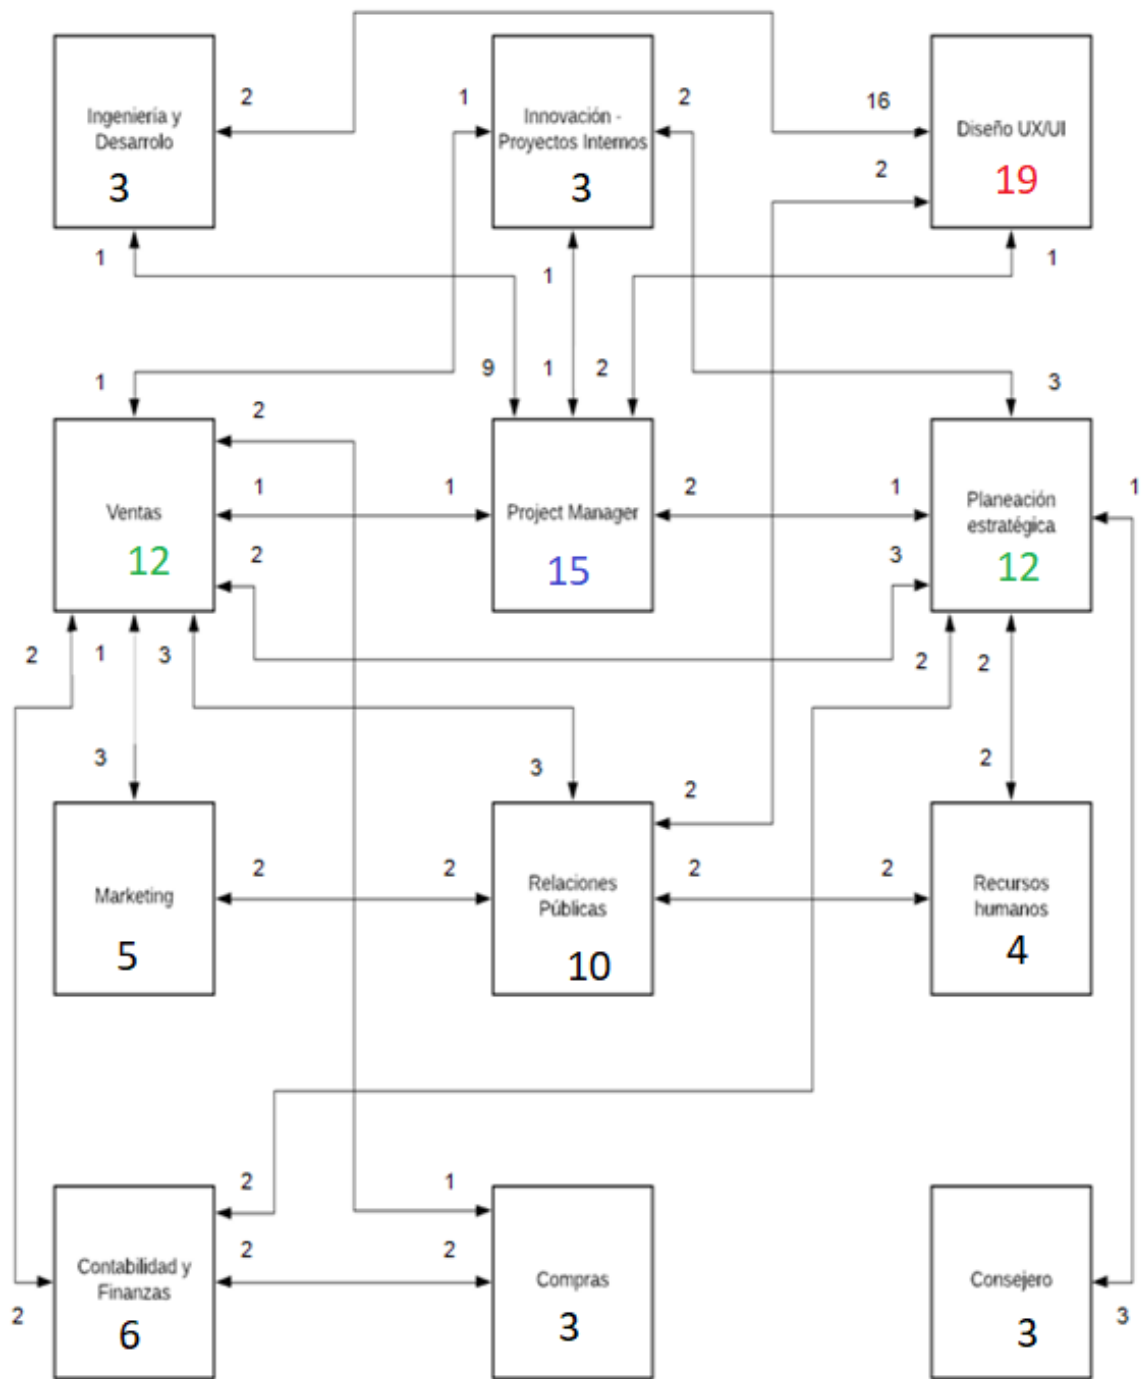 2
1
2
16
Ingeniería y
Desarrolo
3
Innovación -
Proyectos Internos
3
Diseño UX/UI
19
2
1
1
1
1
9
1
2
3
2
1
1
2
1
1
Ventas
12
Project Manager
15
Planeación
estratégica
12
2
3
2
1
3
2
2
3
3
2
2
2
2
2
2
Marketing
5
Relaciones
Públicas
10
Recursos
humanos
4
2
1
2
2
Contabilidad y
Finanzas
6
Compras
3
Consejero
3
2
3